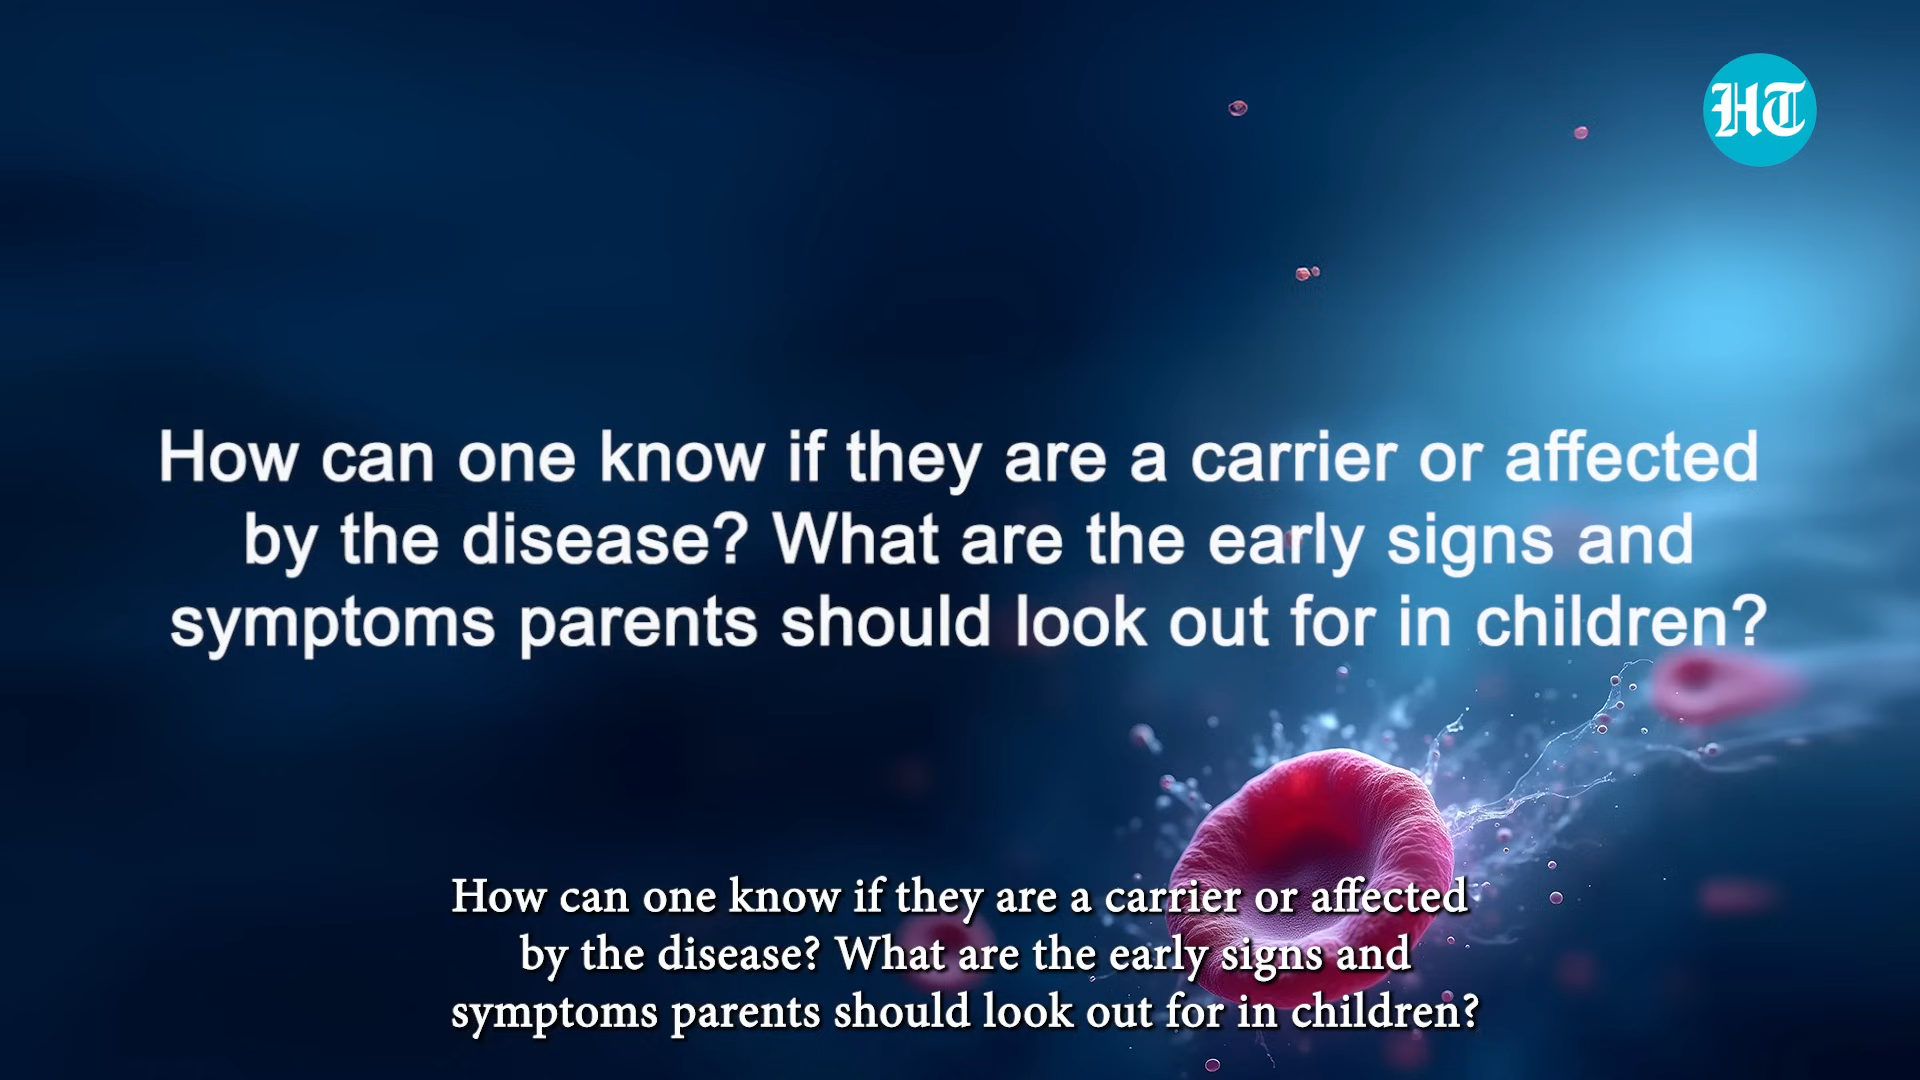 HT
How can one know if they are a carrier or affected
by the disease? What are the early signs and
symptoms parents should look out for in children?
How can one know if they are a carrier or affected
by the disease? What are the early signs and
symptoms parents should look out for in children?